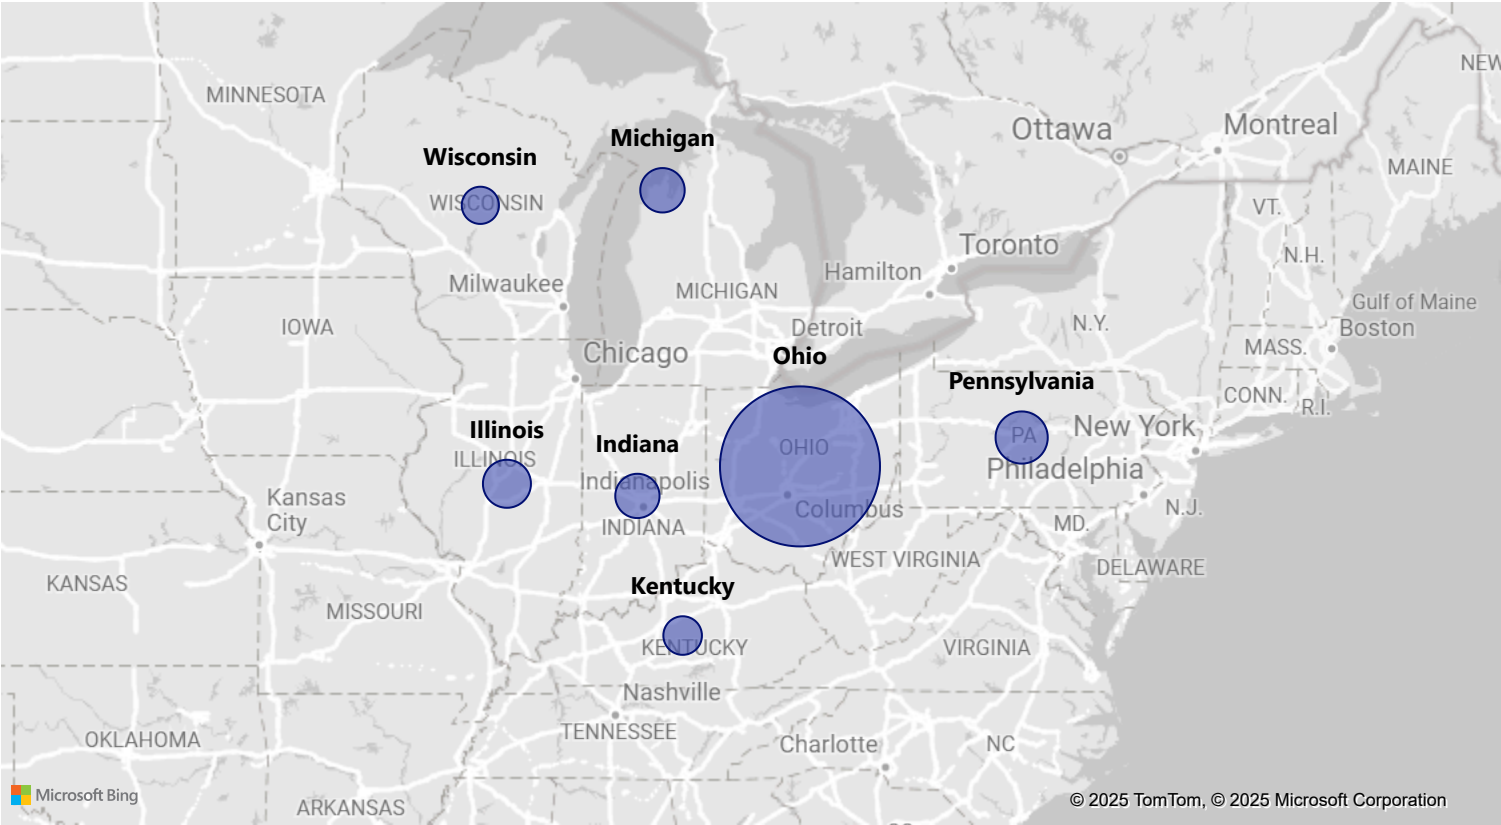 NEW
MINNESOTA
Ottawa
Montreal
Michigan
Wisconsin
MAINE
WISCONSIN
VT.
Toronto
N.H.
Hamilton
Milwaukee
MICHIGAN
Gulf of Maine
IOWA
Detroit
N.Y.
Boston
Chicago
Ohio
MASS.
Pennsylvania
CONN.
R.I.
Illinois
Indiana
OHIO
PA
New York
ILLINOIS
Indianapolis
Philadelphia
Kansas
City
Columbus
N.J.
INDIANA
MD.
WEST VIRGINIA
DELAWARE
KANSAS
Kentucky
MISSOURI
KENTUCKY
VIRGINIA
Nashville
TENNESSEE
OKLAHOMA
Charlotte
NC
Microsoft Bing
ARKANSAS
© 2025 TomTom, © 2025 Microsoft Corporation